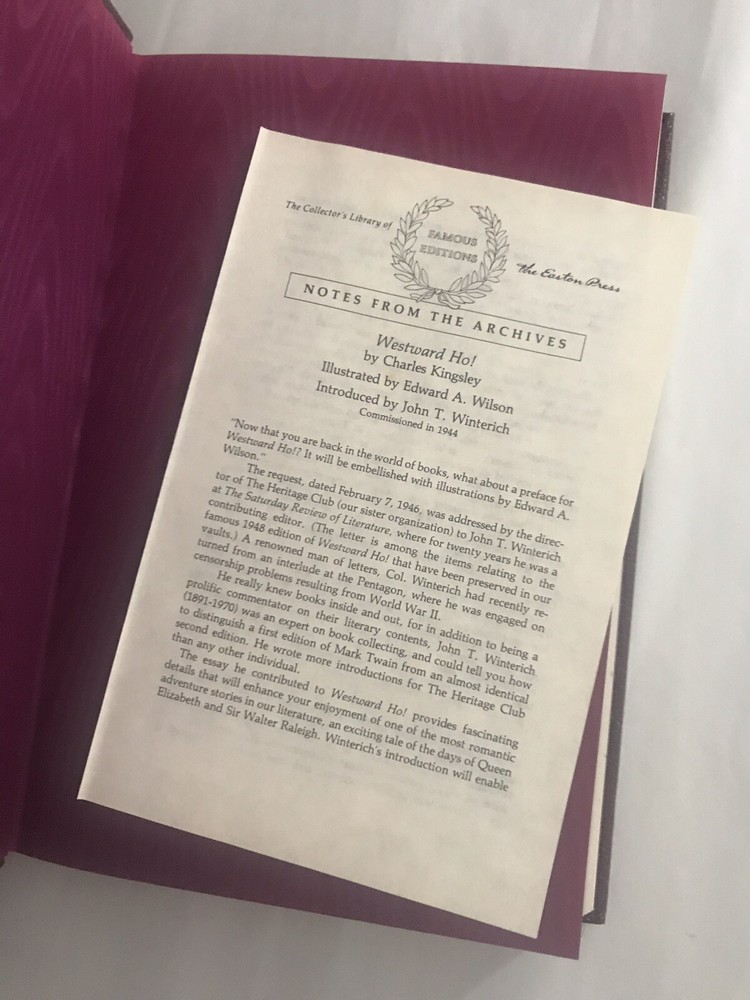 The Collector's Library of
FAMOUS
EDITIONS
The Easton Press
NOTES FROM THE ARCHIVES
Westward Ho!
by Charles Kingsley
Illustrated by Edward A. Wilson
Introduced by John T. Winterich
Commissioned in 1944
"Now that you are back in the world of books, what about a preface for
Westward Ho!? It will be embellished with illustrations by Edward A.
Wilson."
The request, dated February 7, 1946, was addressed by the direc-
tor of The Heritage Club (our sister organization) to John T. Winterich
at The Saturday Review of Literature, where for twenty years he was a
contributing editor. (The letter is among the items relating to the
famous 1948 edition of Westward Ho! that have been preserved in our
vaults.) A renowned man of letters, Col. Winterich had recently re-
turned from an interlude at the Pentagon, where he was engaged on
censorship problems resulting from World War II.
He really knew books inside and out, for in addition to being a
prolific commentator on their literary contents, John T. Winterich
(1891-1970) was an expert on book collecting, and could tell you how
to distinguish a first edition of Mark Twain from an almost identical
second edition. He wrote more introductions for The Heritage Club
than any other individual.
The essay he contributed to Westward Ho! provides fascinating
details that will enhance your enjoyment of one of the most romantic
adventure stories in our literature, an exciting tale of the days of Queen
Elizabeth and Sir Walter Raleigh. Winterich's introduction will enable